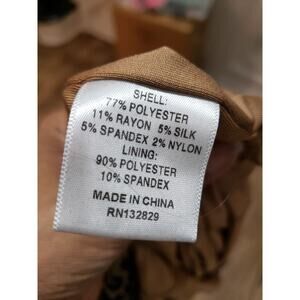 SHELL:
77% POLYESTER
11% RAYON 5% SILK
5% SPANDEX 2% NYLON
LINING:
90% POLYESTER
10% SPANDEX
MADE IN CHINA
RN132829